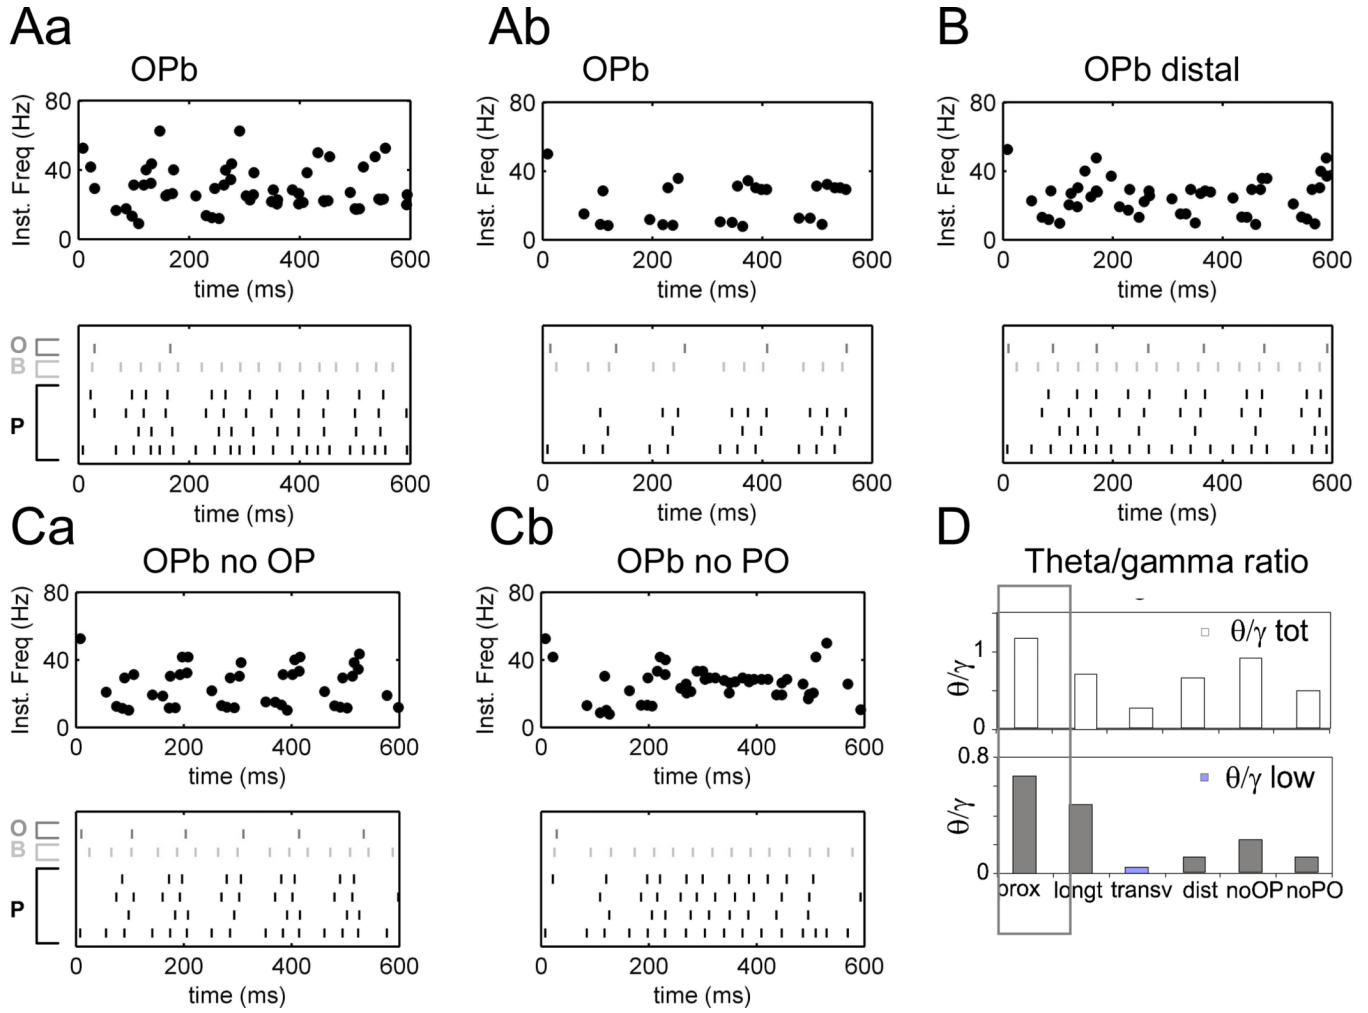 Aa
OPb
Inst. Freq (Hz)
80
40
0
0 200 400 600
time (ms)
O
B
P
0 200 400 600
time (ms)
Ab
OPb
Inst. Freq (Hz)
80
40
0
0 200 400 600
time (ms)
0 200 400 600
time (ms)
B
OPb distal
Inst. Freq (Hz)
80
40
0
0 200 400 600
time (ms)
0 200 400 600
time (ms)
Ca
OPb no OP
Inst. Freq (Hz)
80
40
0
0 200 400 600
time (ms)
O
B
P
0 200 400 600
time (ms)
Cb
OPb no PO
Inst. Freq (Hz)
80
40
0
0 200 400 600
time (ms)
0 200 400 600
time (ms)
D
Theta/gamma ratio
θ/γ
1
0
θ/γ tot
θ/γ
0.8
0
θ/γ low
prox longt transv dist noOP noPO